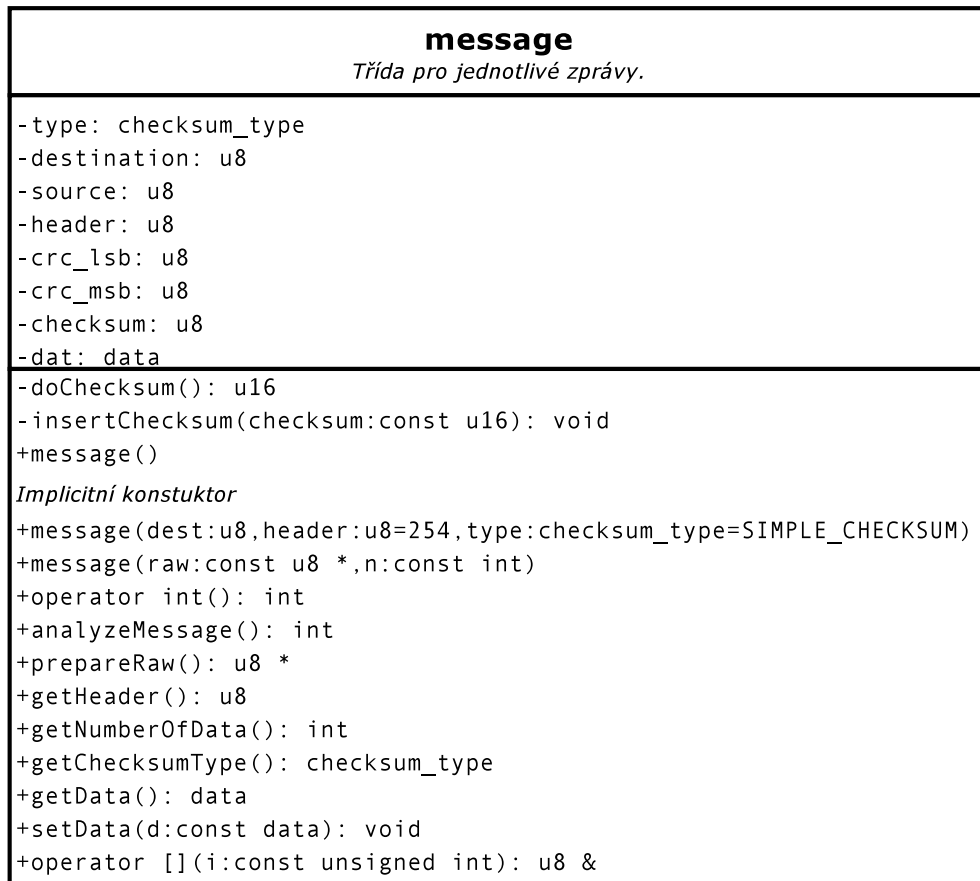 message
Třída pro jednotlivé zprávy.
-type: checksum_type
-destination: u8
-source: u8
-header: u8
-crc_lsb: u8
-crc_msb: u8
-checksum: u8
-dat: data
-doChecksum(): u16
-insertChecksum(checksum:const u16): void
+message()
Implicitní konstuktor
+message(dest:u8,header:u8=254,type:checksum_type=SIMPLE_CHECKSUM)
+message(raw:const u8 *,n:const int)
+operator int(): int
+analyzeMessage(): int
+prepareRaw(): u8 *
+getHeader(): u8
+getNumberOfData(): int
+getChecksumType(): checksum_type
+getData(): data
+setData(d:const data): void
+operator [](i:const unsigned int): u8 &